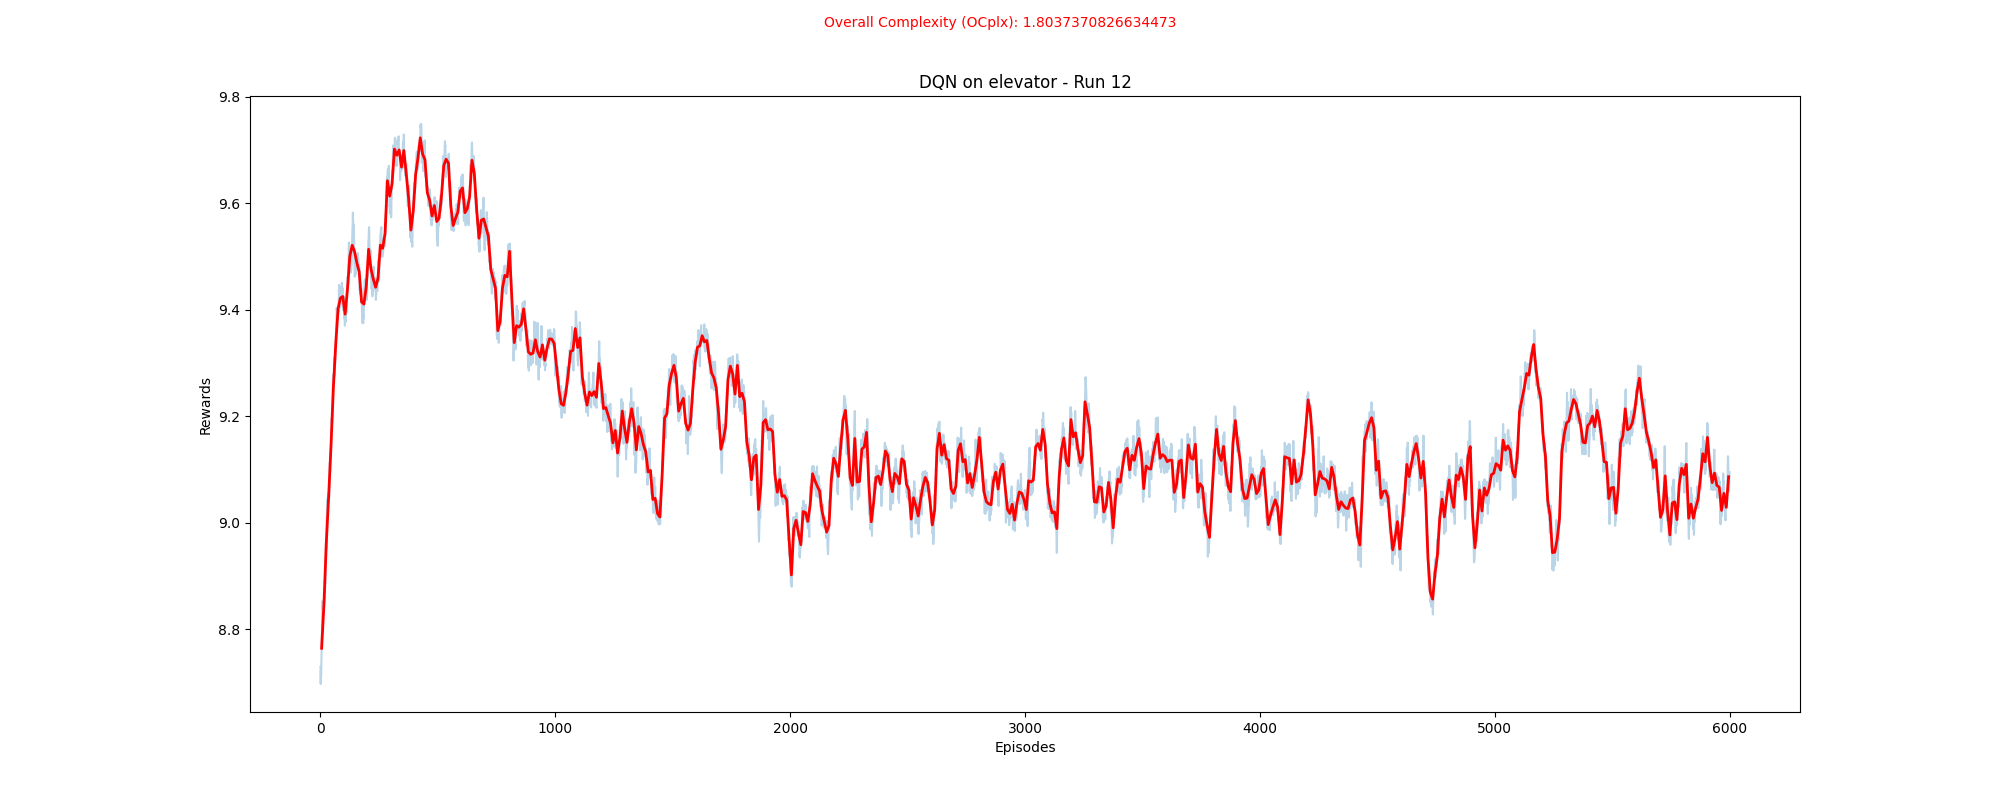 Overall Complexity (OCplx): 1.8037370826634473
DQN on elevator - Run 12
9.8
9.6
9.4
9.2
9.0
8.8
Rewards
0 1000 2000 3000 4000 5000 6000
Episodes